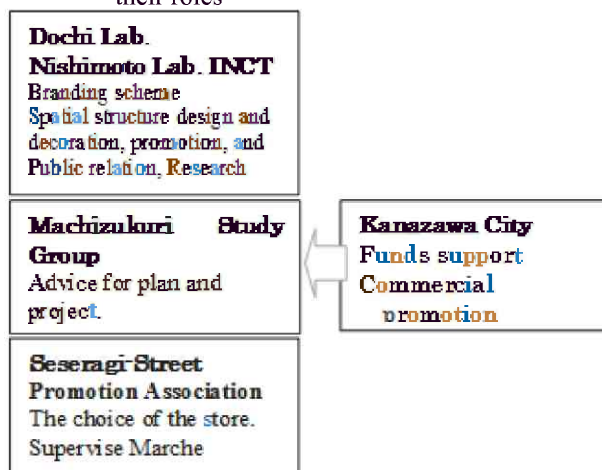 their roles
Dochi Lab.
Nishimoto Lab. INCT
Branding scheme
Spatial structure design and
decoration, promotion, and
Public relation, Research
Machizukuri Study
Group
Advice for plan and
project.
Kanazawa City
Funds support
Commercial
promotion
Seseragi-Street
Promotion Association
The choice of the store.
Supervise Marche